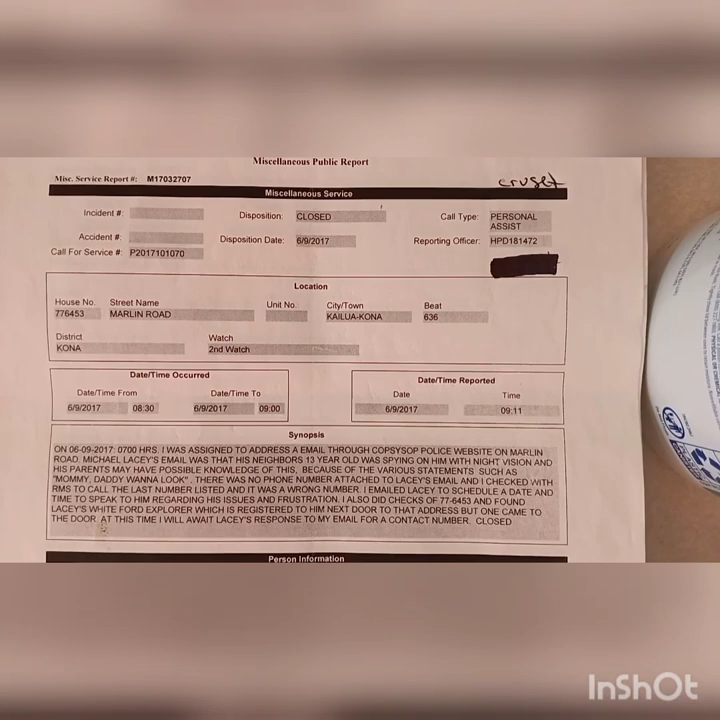 Miscellaneous Public Report
Misc. Service Report #: M17032707
cruset
Miscellaneous Service
Incident #: Disposition: CLOSED Call Type: PERSONAL ASSIST
Accident #: Disposition Date: 6/9/2017 Reporting Officer: HPD181472
Call For Service #: P2017101070
Location
House No. Street Name Unit No. City/Town Beat
776453 MARLIN ROAD KAILUA-KONA 636
District Watch
KONA 2nd Watch
Date/Time Occurred Date/Time Reported
Date/Time From Date/Time To Date Time
6/9/2017 08:30 6/9/2017 09:00 6/9/2017 09:11
Synopsis
ON 06-09-2017: 0700 HRS. I WAS ASSIGNED TO ADDRESS A EMAIL THROUGH COPSYSOP POLICE WEBSITE ON MARLIN
ROAD. MICHAEL LACEY'S EMAIL WAS THAT HIS NEIGHBORS 13 YEAR OLD WAS SPYING ON HIM WITH NIGHT VISION AND
HIS PARENTS MAY HAVE POSSIBLE KNOWLEDGE OF THIS, BECAUSE OF THE VARIOUS STATEMENTS SUCH AS
"MOMMY, DADDY WANNA LOOK". THERE WAS NO PHONE NUMBER ATTACHED TO LACEY'S EMAIL AND I CHECKED WITH
RMS TO CALL THE LAST NUMBER LISTED AND IT WAS A WRONG NUMBER. I EMAILED LACEY TO SCHEDULE A DATE AND
TIME TO SPEAK TO HIM REGARDING HIS ISSUES AND FRUSTRATION. I ALSO DID CHECKS OF 77-6453 AND FOUND
LACEY'S WHITE FORD EXPLORER WHICH IS REGISTERED TO HIM NEXT DOOR TO THAT ADDRESS BUT ONE CAME TO
THE DOOR. AT THIS TIME I WILL AWAIT LACEY'S RESPONSE TO MY EMAIL FOR A CONTACT NUMBER. CLOSED
Person Information
InShOt